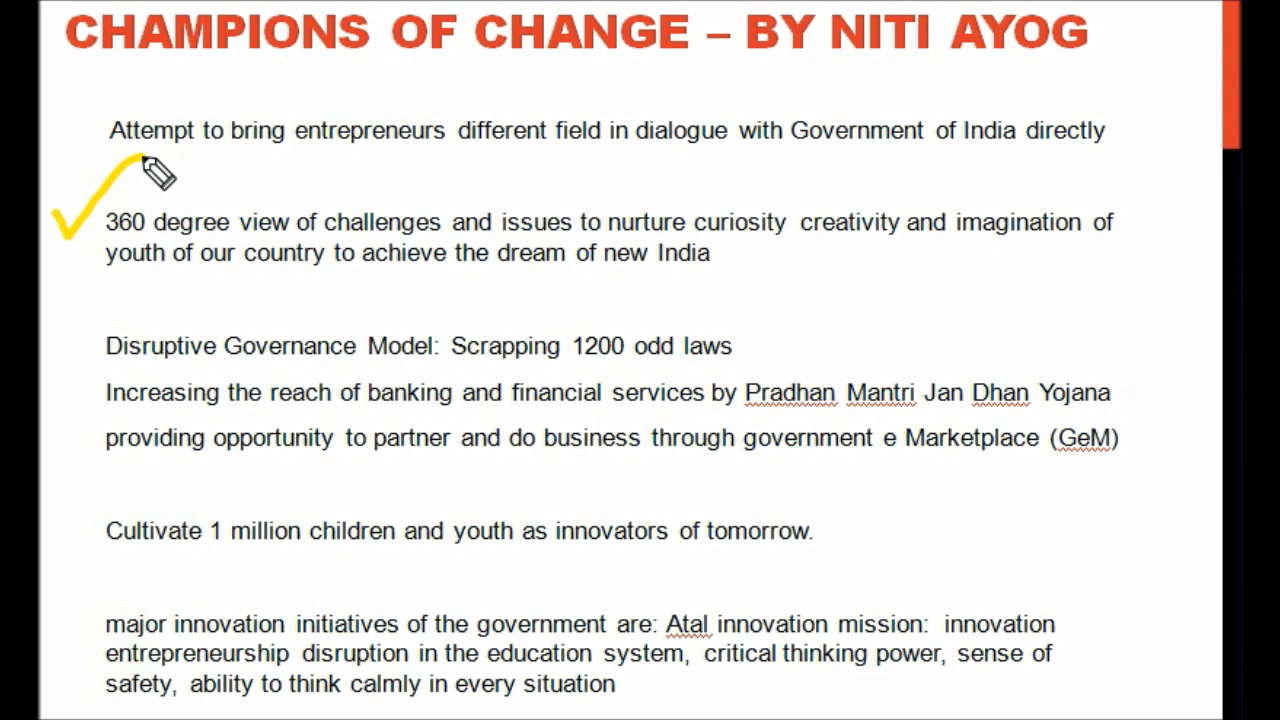 CHAMPIONS OF CHANGE – BY NITI AYOG
Attempt to bring entrepreneurs different field in dialogue with Government of India directly
360 degree view of challenges and issues to nurture curiosity creativity and imagination of
youth of our country to achieve the dream of new India
Disruptive Governance Model: Scrapping 1200 odd laws
Increasing the reach of banking and financial services by Pradhan Mantri Jan Dhan Yojana
providing opportunity to partner and do business through government e Marketplace (GeM)
Cultivate 1 million children and youth as innovators of tomorrow.
major innovation initiatives of the government are: Atal innovation mission: innovation
entrepreneurship disruption in the education system, critical thinking power, sense of
safety, ability to think calmly in every situation